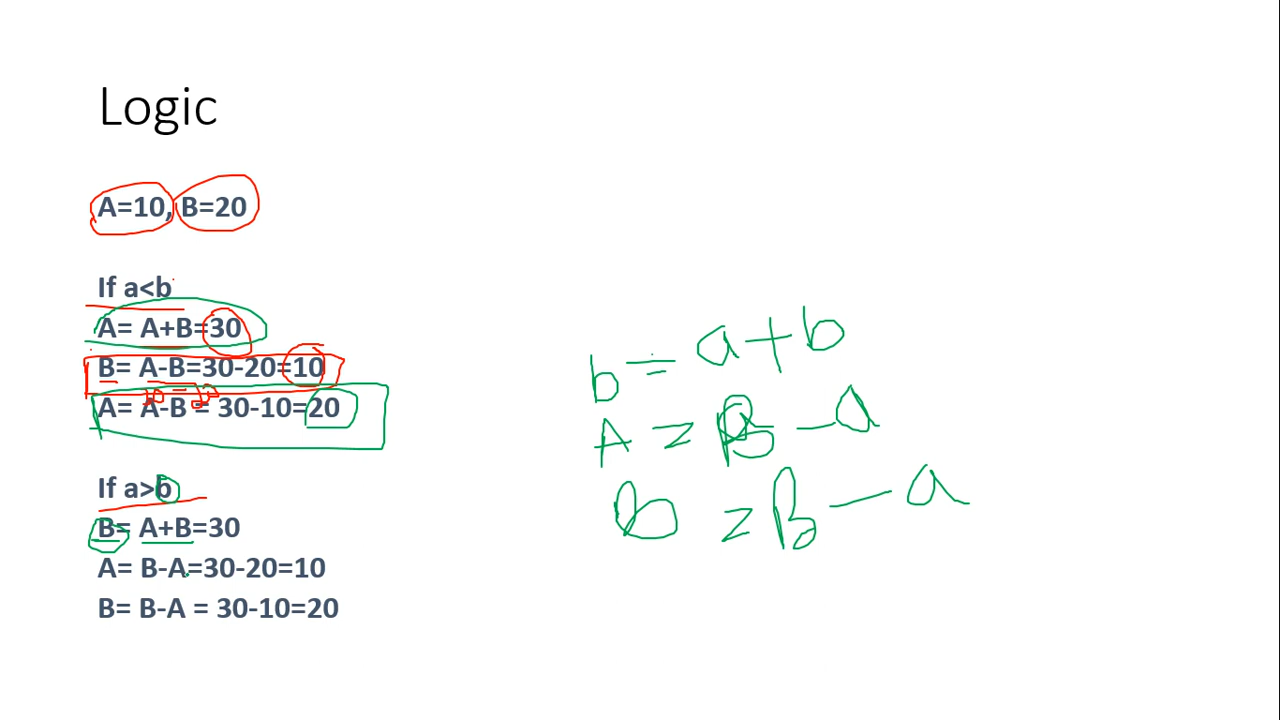 Logic
A=10, B=20
If a<b
A= A+B=30
B= A-B=30-20=10
A= A-B = 30-10=20
If a>b
B= A+B=30
A= B-A=30-20=10
B= B-A = 30-10=20
b = a+b
A = B - a
B = B - a